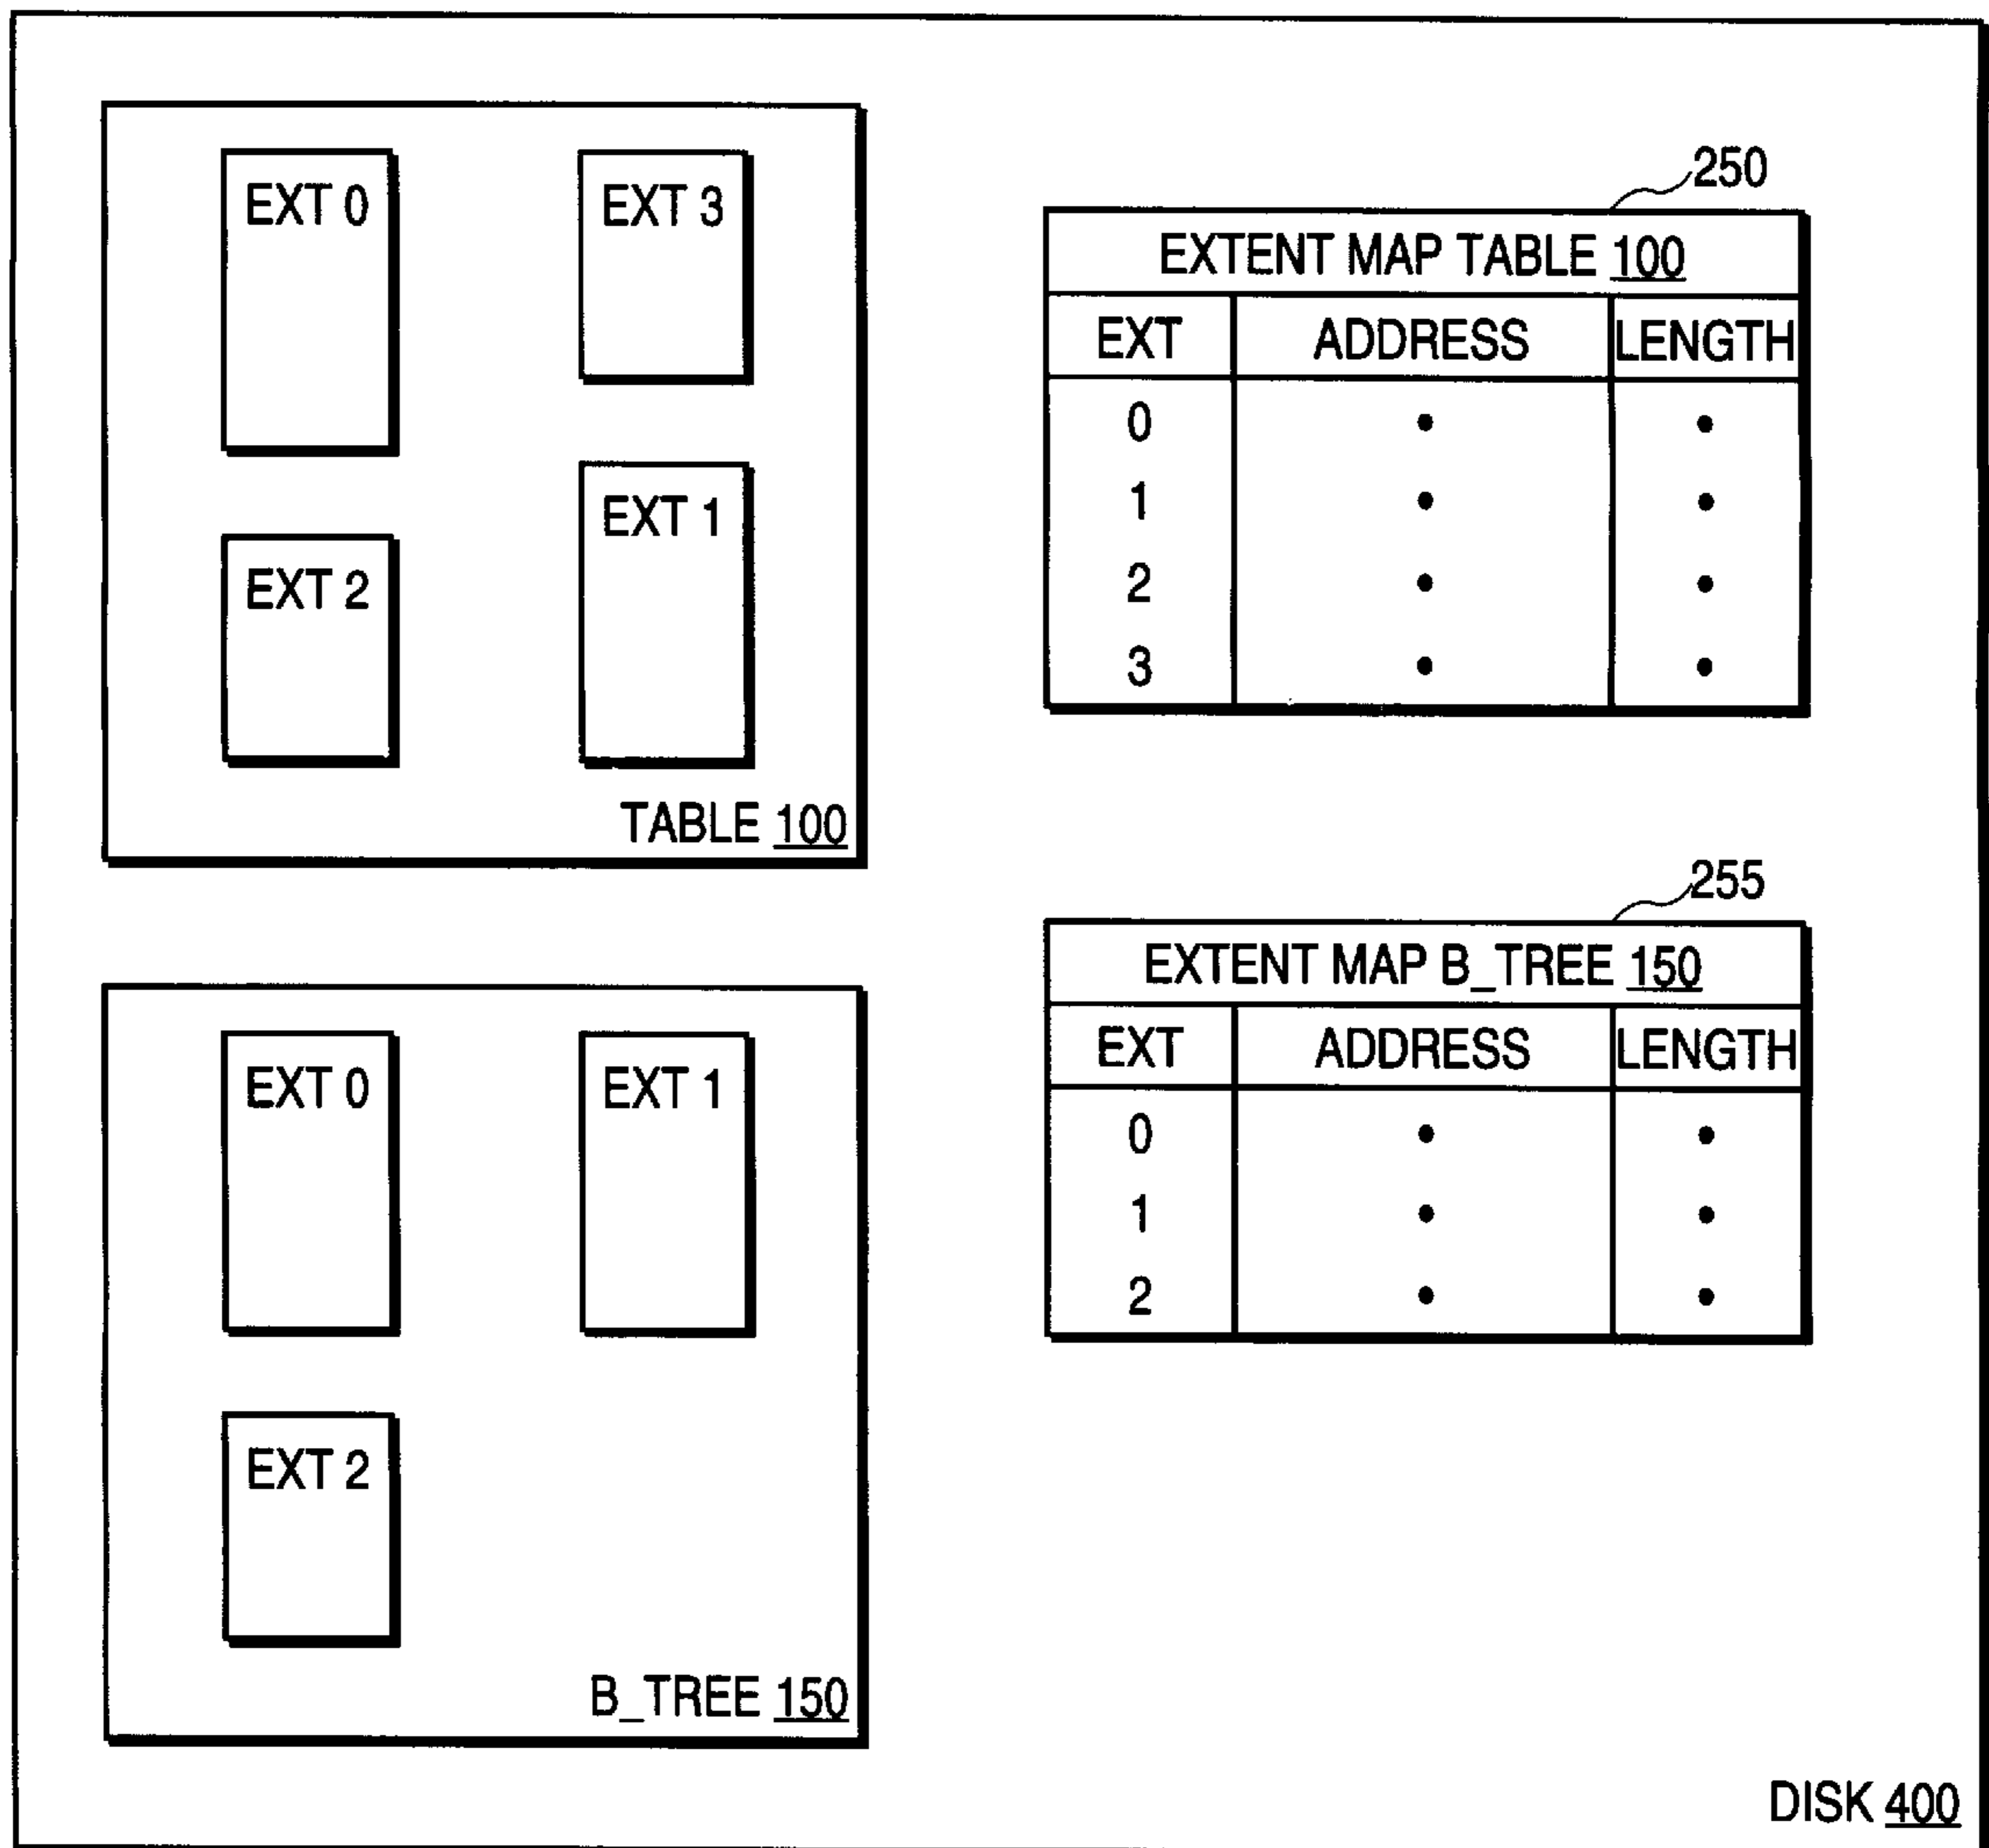 EXT 0
EXT 3
EXT 2
EXT 1
TABLE 100
250
EXTENT MAP TABLE 100
EXT ADDRESS LENGTH
0 • •
1 • •
2 • •
3 • •
EXT 0
EXT 1
EXT 2
B_TREE 150
255
EXTENT MAP B_TREE 150
EXT ADDRESS LENGTH
0 • •
1 • •
2 • •
DISK 400